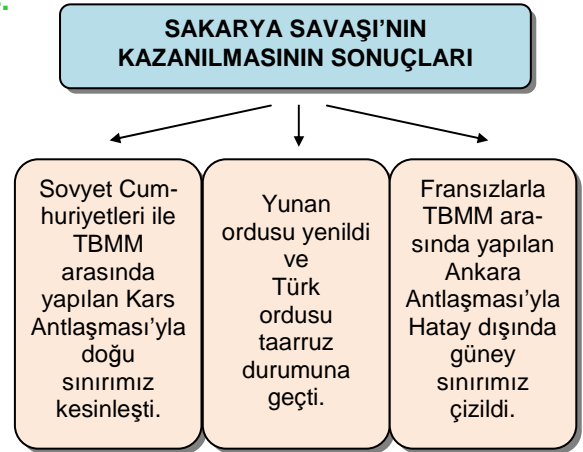 SAKARYA SAVAŞI’NIN
KAZANILMASININ SONUÇLARI
Sovyet Cum-
huriyetleri ile
TBMM
arasında
yapılan Kars
Antlaşması’yla
doğu
sınırımız
kesinleşti.
Yunan
ordusu yenildi
ve
Türk
ordusu
taarruz
durumuna
geçti.
Fransızlarla
TBMM ara-
sında yapılan
Ankara
Antlaşması’yla
Hatay dışında
güney
sınırımız
çizildi.